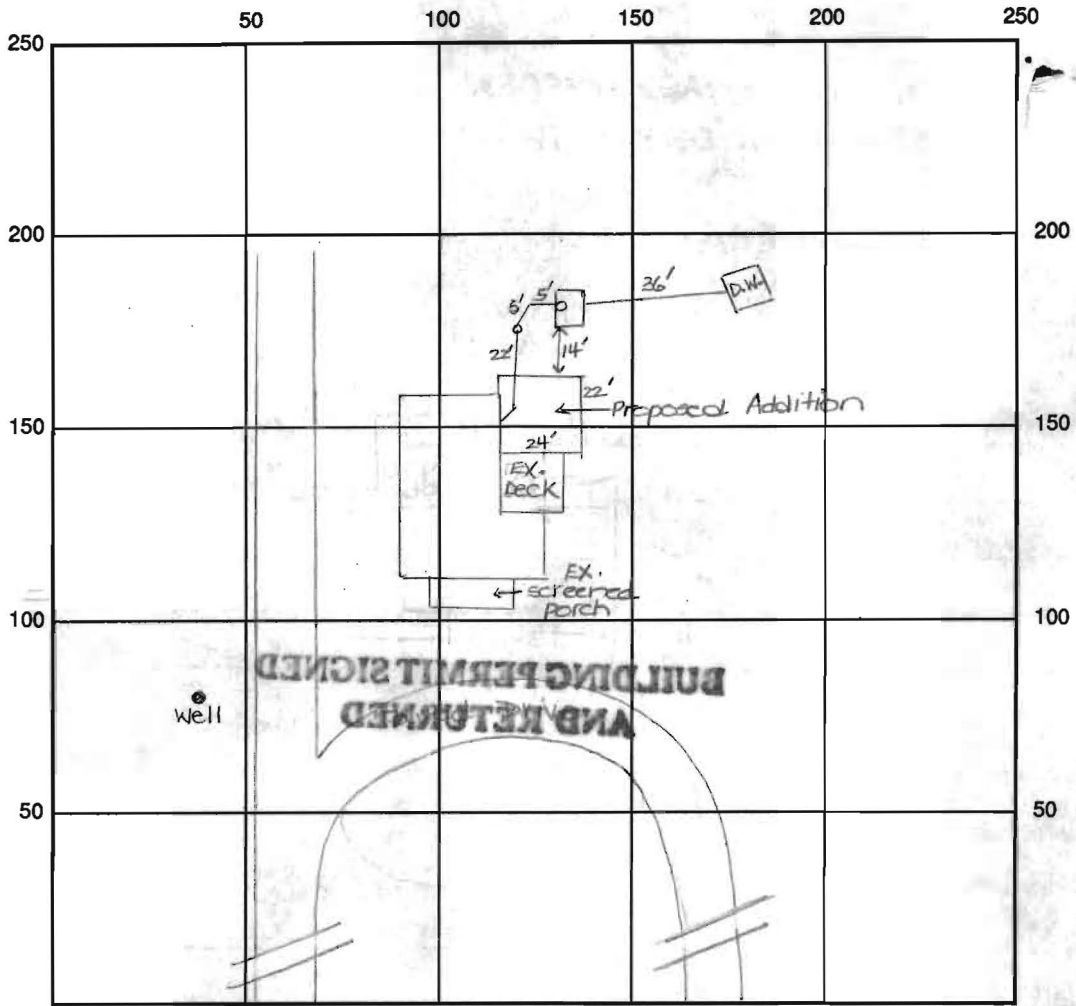 50 100 150 200 250
250 250
200 200
36'
D.W.
5' 5'
22' 14'
22'
Proposed Addition
150 150
24'
EX.
Deck
EX.
screened
porch
100 100
BUILDING PERMIT SIGNED
AND RETURNED
Well
50 50